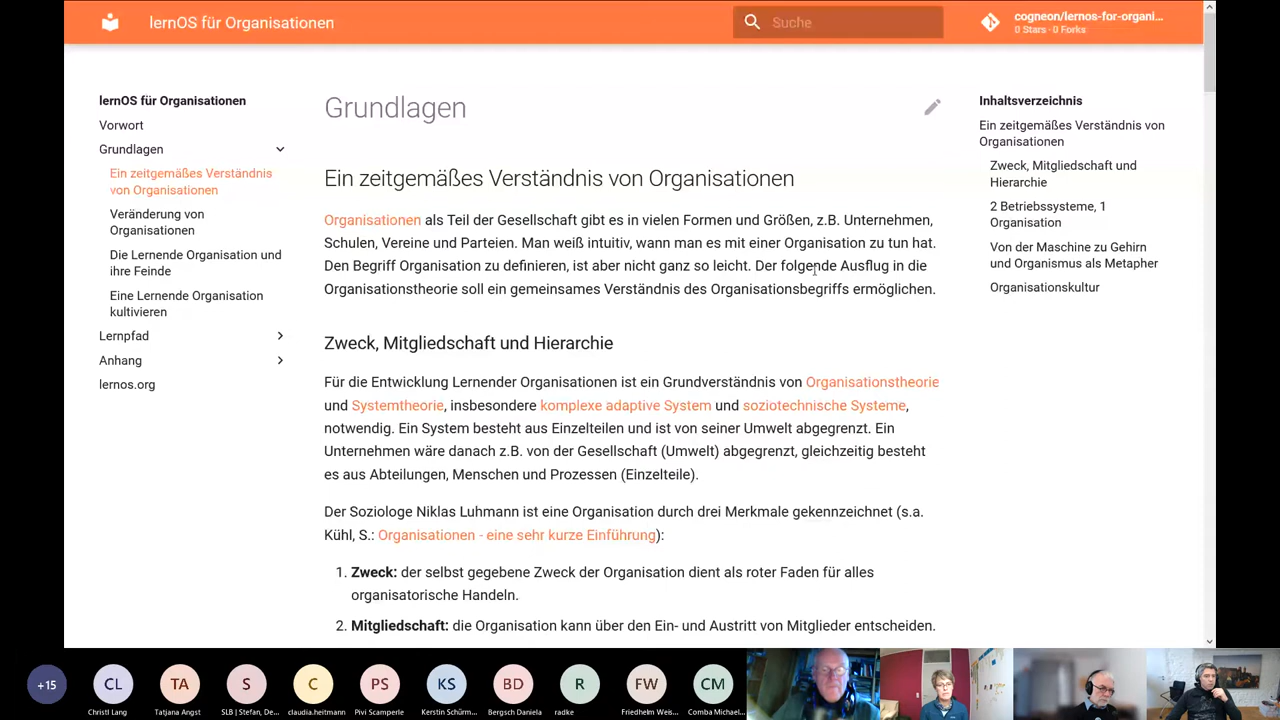 lernOS für Organisationen
Suche
cogneon/lernos-for-organi...
0 Stars · 0 Forks
lernOS für Organisationen
Vorwort
Grundlagen
Ein zeitgemäßes Verständnis
von Organisationen
Veränderung von
Organisationen
Die Lernende Organisation und
ihre Feinde
Eine Lernende Organisation
kultivieren
Lernpfad
Anhang
lernos.org
Grundlagen
Ein zeitgemäßes Verständnis von Organisationen
Organisationen als Teil der Gesellschaft gibt es in vielen Formen und Größen, z.B. Unternehmen,
Schulen, Vereine und Parteien. Man weiß intuitiv, wann man es mit einer Organisation zu tun hat.
Den Begriff Organisation zu definieren, ist aber nicht ganz so leicht. Der folgende Ausflug in die
Organisationstheorie soll ein gemeinsames Verständnis des Organisationsbegriffs ermöglichen.
Zweck, Mitgliedschaft und Hierarchie
Für die Entwicklung Lernender Organisationen ist ein Grundverständnis von Organisationstheorie
und Systemtheorie, insbesondere komplexe adaptive System und soziotechnische Systeme,
notwendig. Ein System besteht aus Einzelteilen und ist von seiner Umwelt abgegrenzt. Ein
Unternehmen wäre danach z.B. von der Gesellschaft (Umwelt) abgegrenzt, gleichzeitig besteht
es aus Abteilungen, Menschen und Prozessen (Einzelteile).
Der Soziologe Niklas Luhmann ist eine Organisation durch drei Merkmale gekennzeichnet (s.a.
Kühl, S.: Organisationen - eine sehr kurze Einführung):
1. Zweck: der selbst gegebene Zweck der Organisation dient als roter Faden für alles
organisatorische Handeln.
2. Mitgliedschaft: die Organisation kann über den Ein- und Austritt von Mitglieder entscheiden.
Inhaltsverzeichnis
Ein zeitgemäßes Verständnis von
Organisationen
Zweck, Mitgliedschaft und
Hierarchie
2 Betriebssysteme, 1
Organisation
Von der Maschine zu Gehirn
und Organismus als Metapher
Organisationskultur
+15
CL
TA
S
C
PS
KS
BD
R
FW
CM
Christl Lang
Tatjana Angst
SLB | Stefan, De...
claudia.heitmann
Pivi Scamperle
Kerstin Schürm...
Bergsch Daniela
radke
Friedhelm Weis...
Comba Michael...